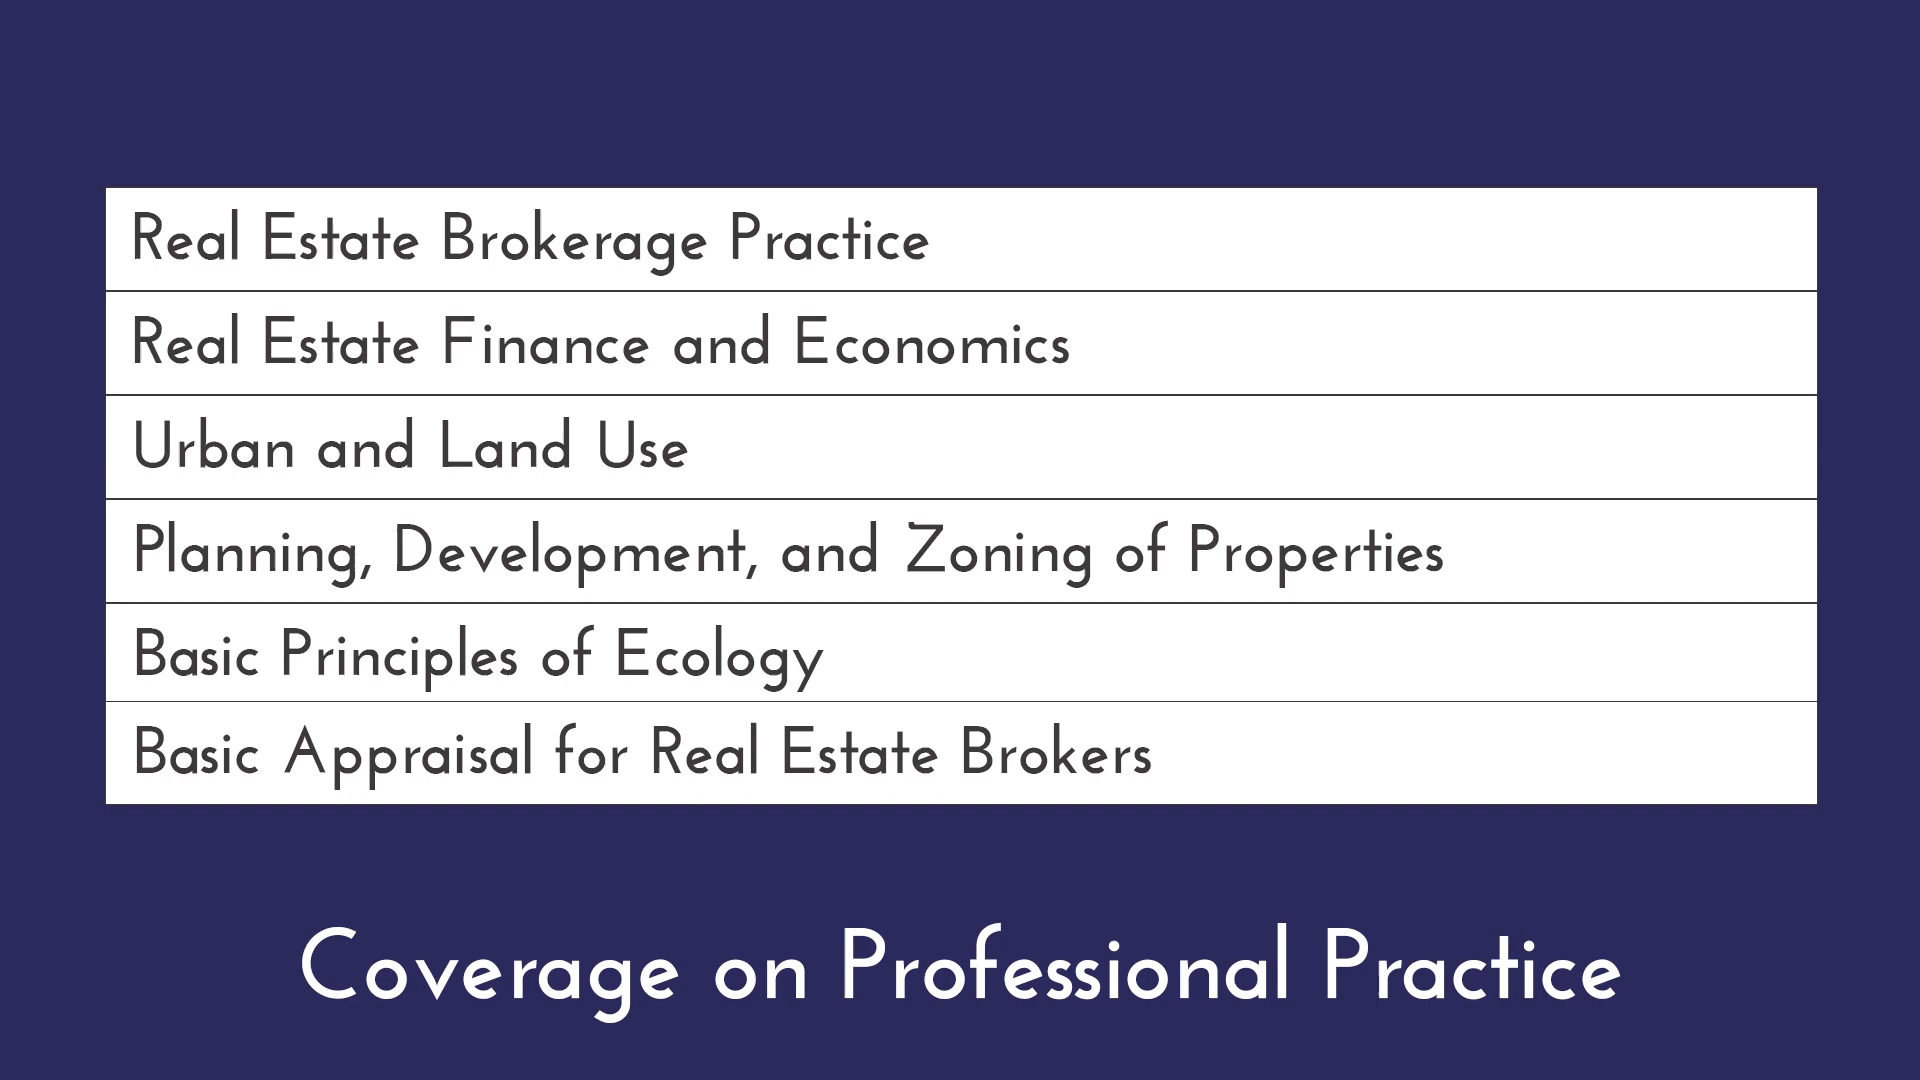 Real Estate Brokerage Practice
Real Estate Finance and Economics
Urban and Land Use
Planning, Development, and Zoning of Properties
Basic Principles of Ecology
Basic Appraisal for Real Estate Brokers
Coverage on Professional Practice